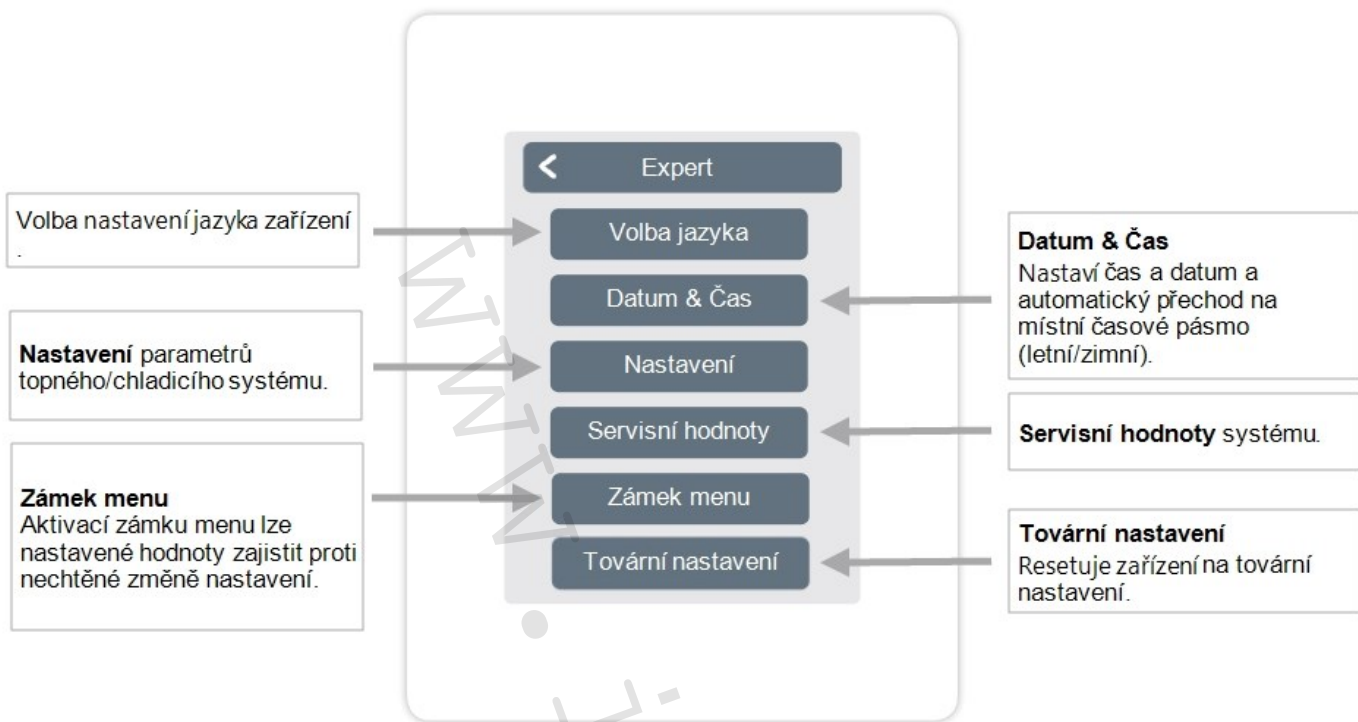 Expert
Volba jazyka
Datum & Čas
Nastavení
Servisní hodnoty
Zámek menu
Tovární nastavení
Volba nastavení jazyka zařízení
.
Nastavení parametrů
topného/chladicího systému.
Zámek menu
Aktivací zámku menu lze
nastavené hodnoty zajistit proti
nechtěné změně nastavení.
Datum & Čas
Nastaví čas a datum a
automatický přechod na
místní časové pásmo
(letní/zimní).
Servisní hodnoty systému.
Tovární nastavení
Resetuje zařízení na tovární
nastavení.
www.